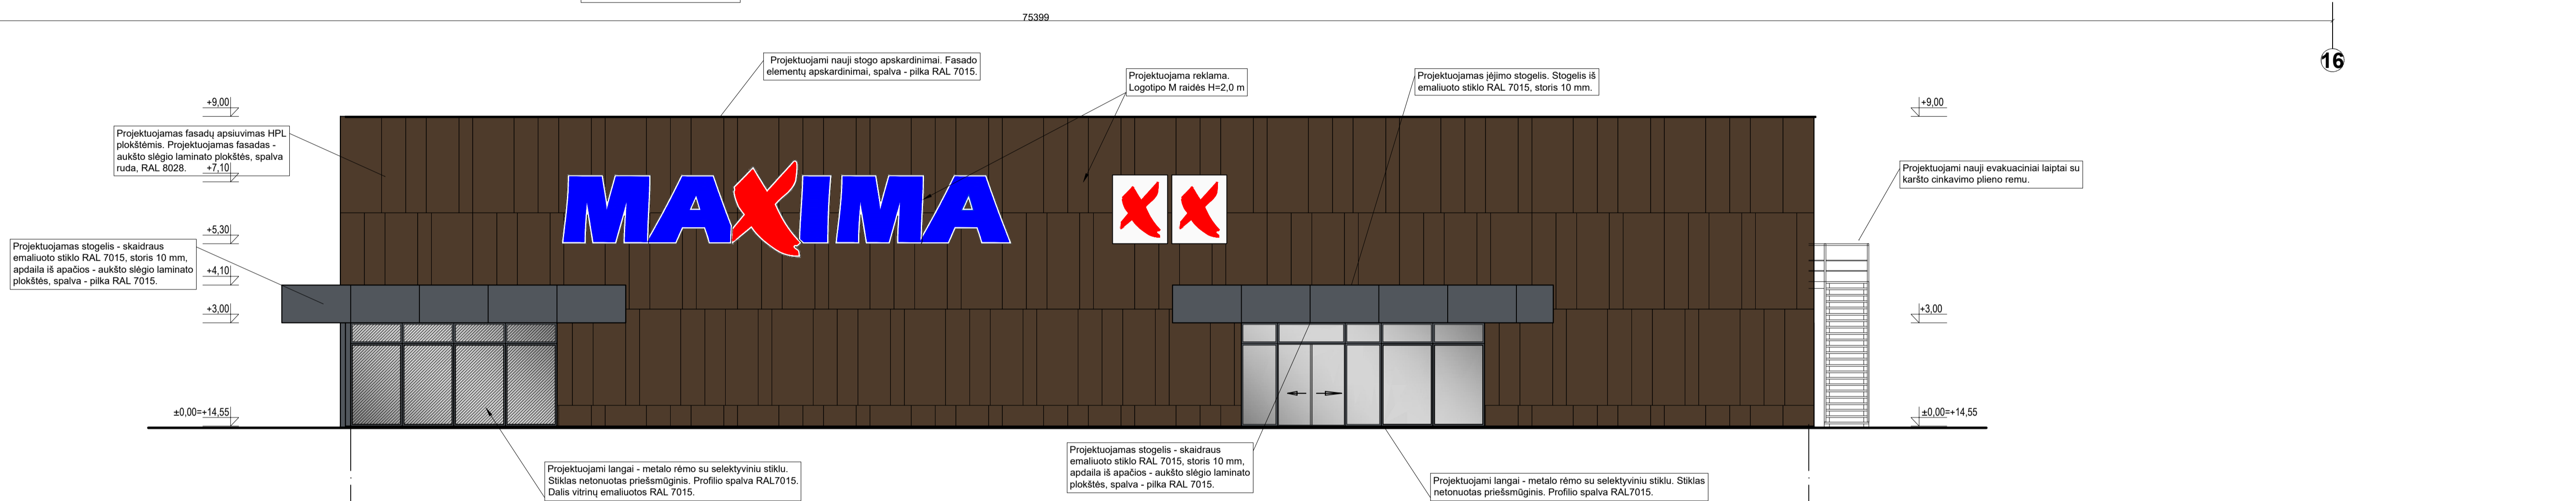 75399
16
Projektuojami nauji stogo apskardinimai. Fasado
elementų apskardinimai, spalva - pilka RAL 7015.
Projektuojama reklama.
Logotipo M raidės H=2,0 m
Projektuojamas įėjimo stogelis. Stogelis iš
emaliuoto stiklo RAL 7015, storis 10 mm.
+9,00
+9,00
Projektuojamas fasadų apsiuvimas HPL
plokštėmis. Projektuojamas fasadas -
aukšto slėgio laminato plokštės, spalva
ruda, RAL 8028.
+7,10
Projektuojami nauji evakuaciniai laiptai su
karšto cinkavimo plieno remu.
MAXIMA
XX
+5,30
Projektuojamas stogelis - skaidraus
emaliuoto stiklo RAL 7015, storis 10 mm,
apdaila iš apačios - aukšto slėgio laminato
plokštės, spalva - pilka RAL 7015.
+4,10
+3,00
+3,00
±0,00=+14,55
±0,00=+14,55
Projektuojami langai - metalo rėmo su selektyviniu stiklu.
Stiklas netonuotas priešsmūginis. Profilio spalva RAL7015.
Dalis vitrinų emaliuotos RAL 7015.
Projektuojamas stogelis - skaidraus
emaliuoto stiklo RAL 7015, storis 10 mm,
apdaila iš apačios - aukšto slėgio laminato
plokštės, spalva - pilka RAL 7015.
Projektuojami langai - metalo rėmo su selektyviniu stiklu. Stiklas
netonuotas priešsmūginis. Profilio spalva RAL7015.